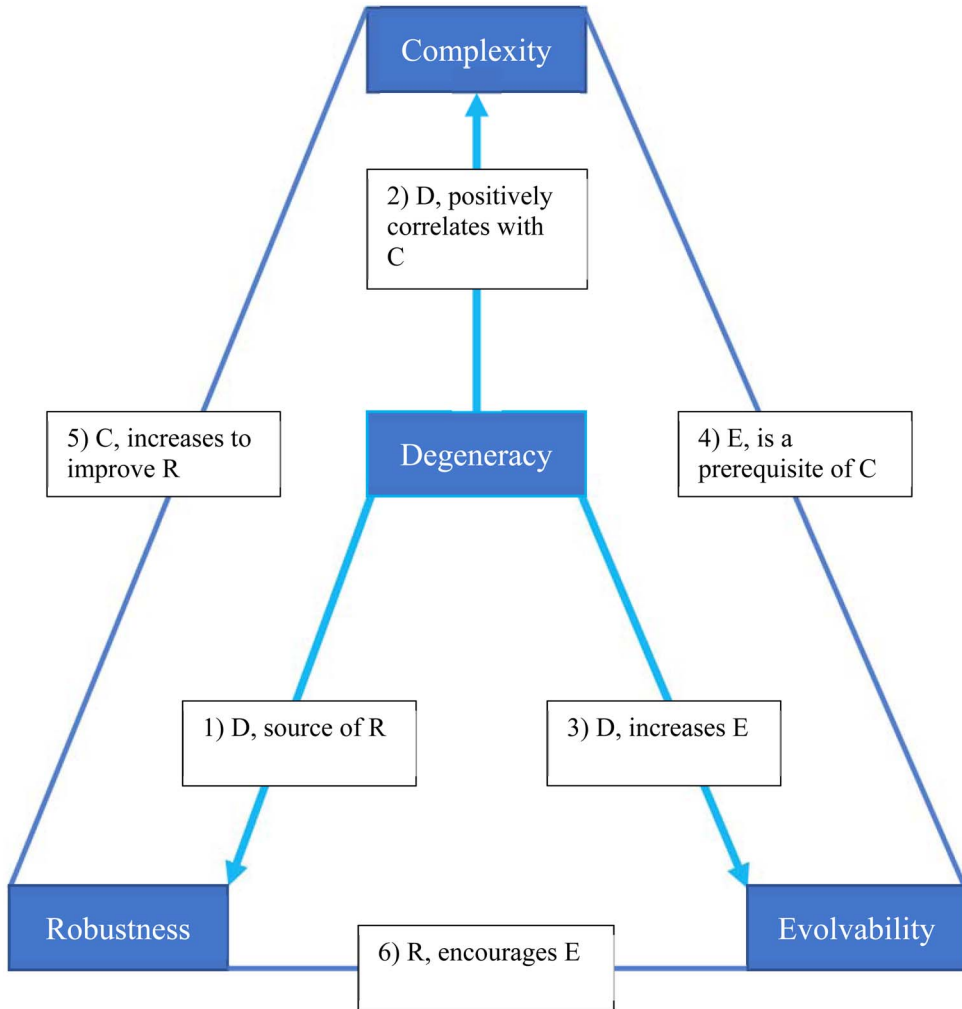 Complexity
2) D, positively
correlates with
C
5) C, increases to
improve R
Degeneracy
4) E, is a
prerequisite of C
1) D, source of R
3) D, increases E
Robustness
6) R, encourages E
Evolvability